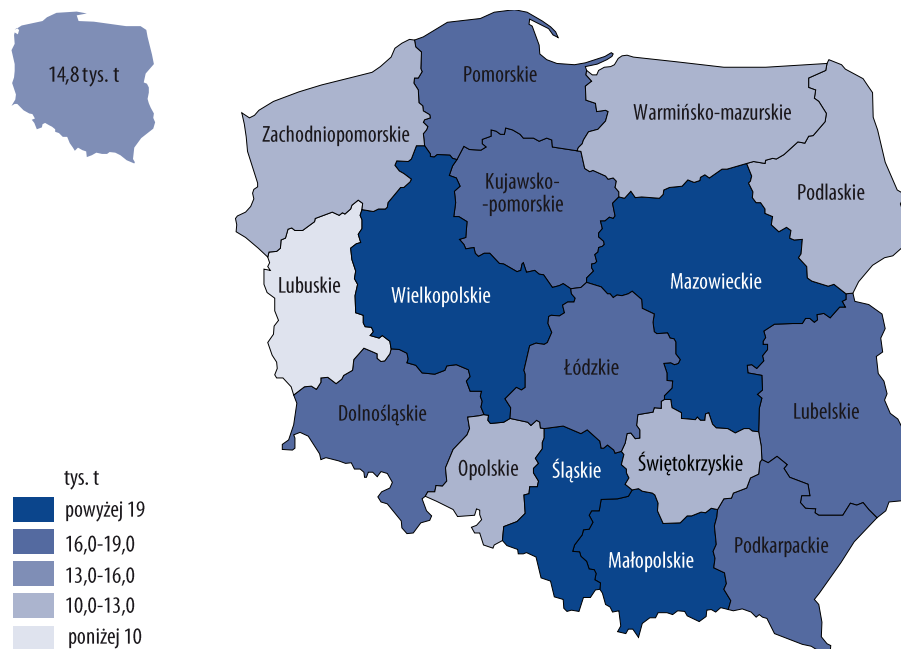 14,8 tys. t
Pomorskie
Warmińsko-mazurskie
Zachodniopomorskie
Podlaskie
Kujawsko-
-pomorskie
Lubuskie
Wielkopolskie
Mazowieckie
Łódzkie
Dolnośląskie
Lubelskie
Opolskie
Śląskie
Świętokrzyskie
Małopolskie
Podkarpackie
tys. t
powyżej 19
16,0-19,0
13,0-16,0
10,0-13,0
poniżej 10